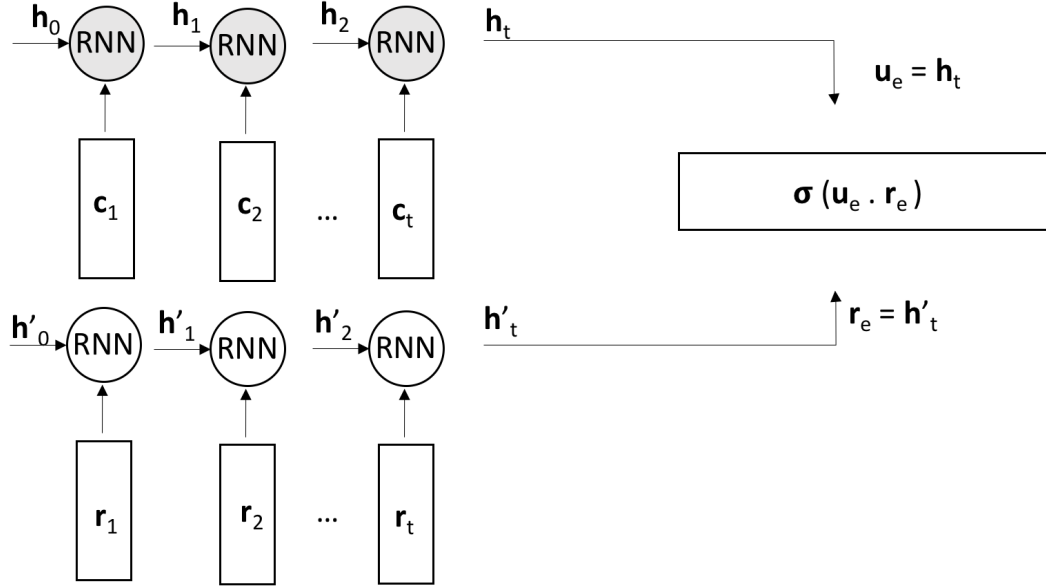 h₀ h₁ h₂ hₜ
RNN RNN RNN
uₑ = hₜ
c₁ c₂ ... cₜ
σ (uₑ . rₑ )
h'₀ h'₁ h'₂ h'ₜ
RNN RNN RNN
rₑ = h'ₜ
r₁ r₂ ... rₜ